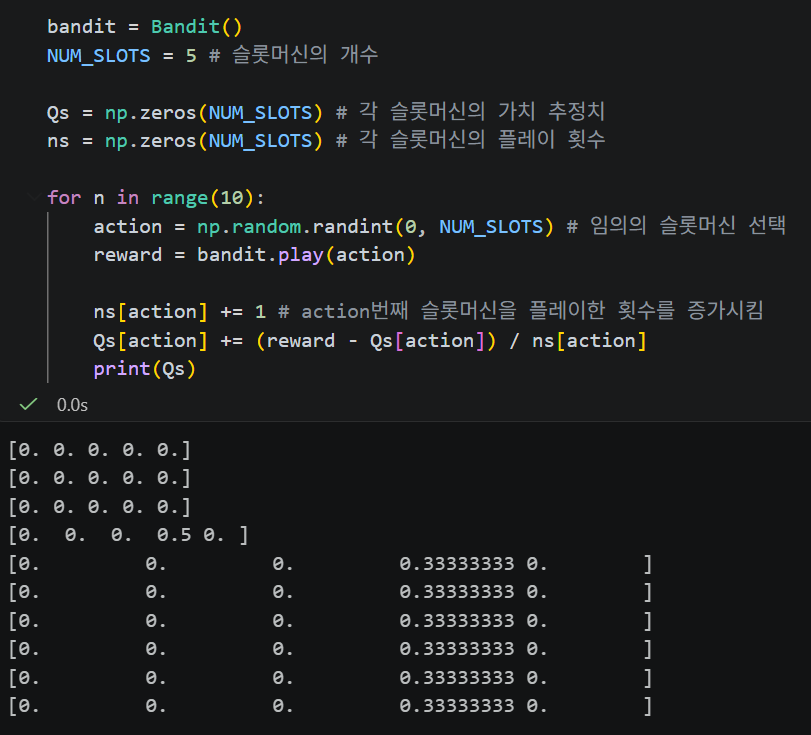 bandit = Bandit()
NUM_SLOTS = 5 # 슬롯머신의 개수
Qs = np.zeros(NUM_SLOTS) # 각 슬롯머신의 가치 추정치
ns = np.zeros(NUM_SLOTS) # 각 슬롯머신의 플레이 횟수
for n in range(10):
    action = np.random.randint(0, NUM_SLOTS) # 임의의 슬롯머신 선택
    reward = bandit.play(action)
    ns[action] += 1 # action번째 슬롯머신을 플레이한 횟수를 증가시킴
    Qs[action] += (reward - Qs[action]) / ns[action]
    print(Qs)
0.0s
[0. 0. 0. 0. 0.]
[0. 0. 0. 0. 0.]
[0. 0. 0. 0. 0.]
[0.  0.  0.  0.5 0. ]
[0.         0.         0.         0.33333333 0.        ]
[0.         0.         0.         0.33333333 0.        ]
[0.         0.         0.         0.33333333 0.        ]
[0.         0.         0.         0.33333333 0.        ]
[0.         0.         0.         0.33333333 0.        ]
[0.         0.         0.         0.33333333 0.        ]